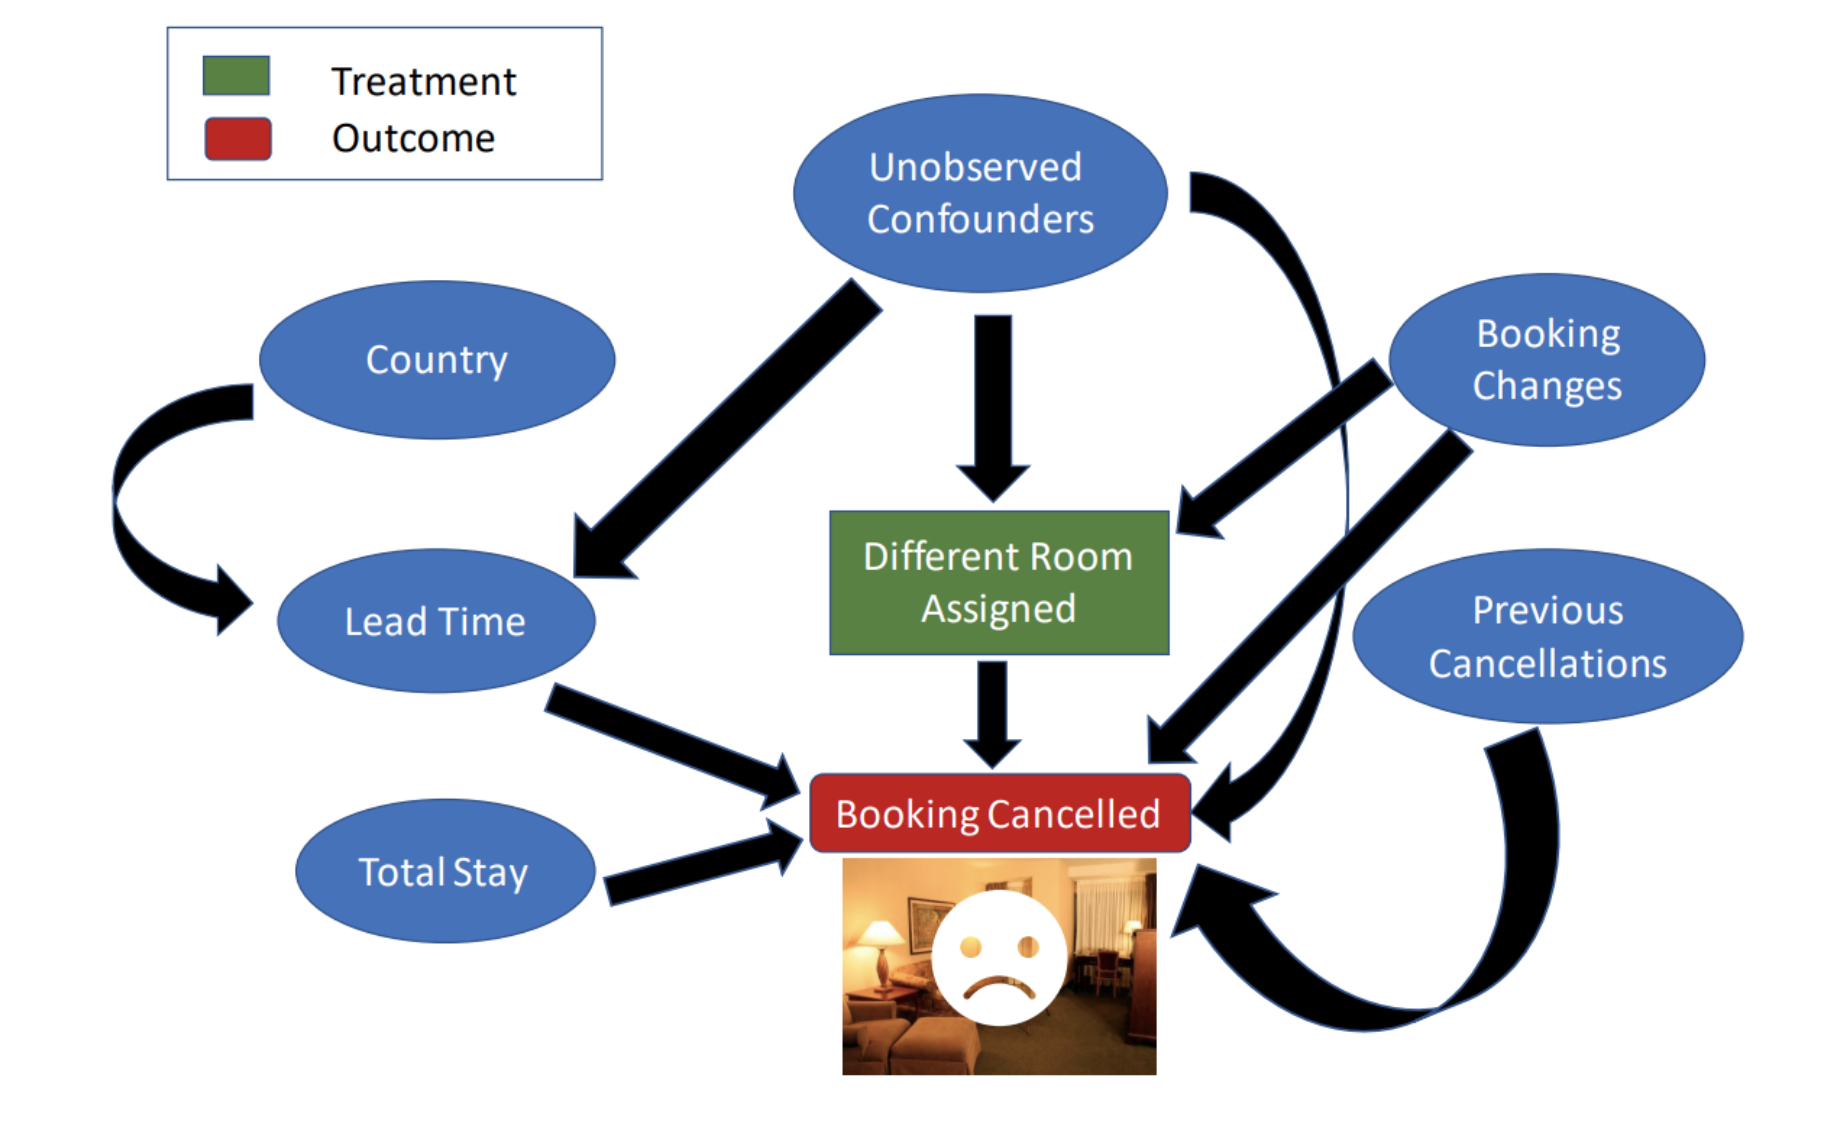 Treatment
Outcome
Unobserved
Confounders
Country
Booking
Changes
Different Room
Assigned
Lead Time
Previous
Cancellations
Booking Cancelled
Total Stay